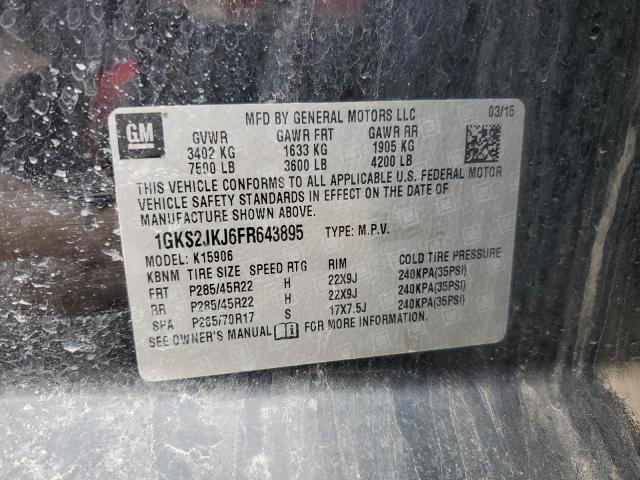 GM
MFD BY GENERAL MOTORS LLC 03/15
GVWR GAWR FRT GAWR RR
3402 KG 1633 KG 1905 KG
7500 LB 3600 LB 4200 LB
THIS VEHICLE CONFORMS TO ALL APPLICABLE U.S. FEDERAL MOTOR
VEHICLE SAFETY STANDARDS IN EFFECT ON THE DATE OF
MANUFACTURE SHOWN ABOVE.
1GKS2JKJ6FR643895 TYPE: M.P.V.
MODEL: K15906
KBNM TIRE SIZE SPEED RTG RIM COLD TIRE PRESSURE
FRT P285/45R22 H 22X9J 240KPA(35PSI)
RR P285/45R22 H 22X9J 240KPA(35PSI)
SPA P265/70R17 S 17X7.5J 240KPA(35PSI)
SEE OWNER'S MANUAL FOR MORE INFORMATION.